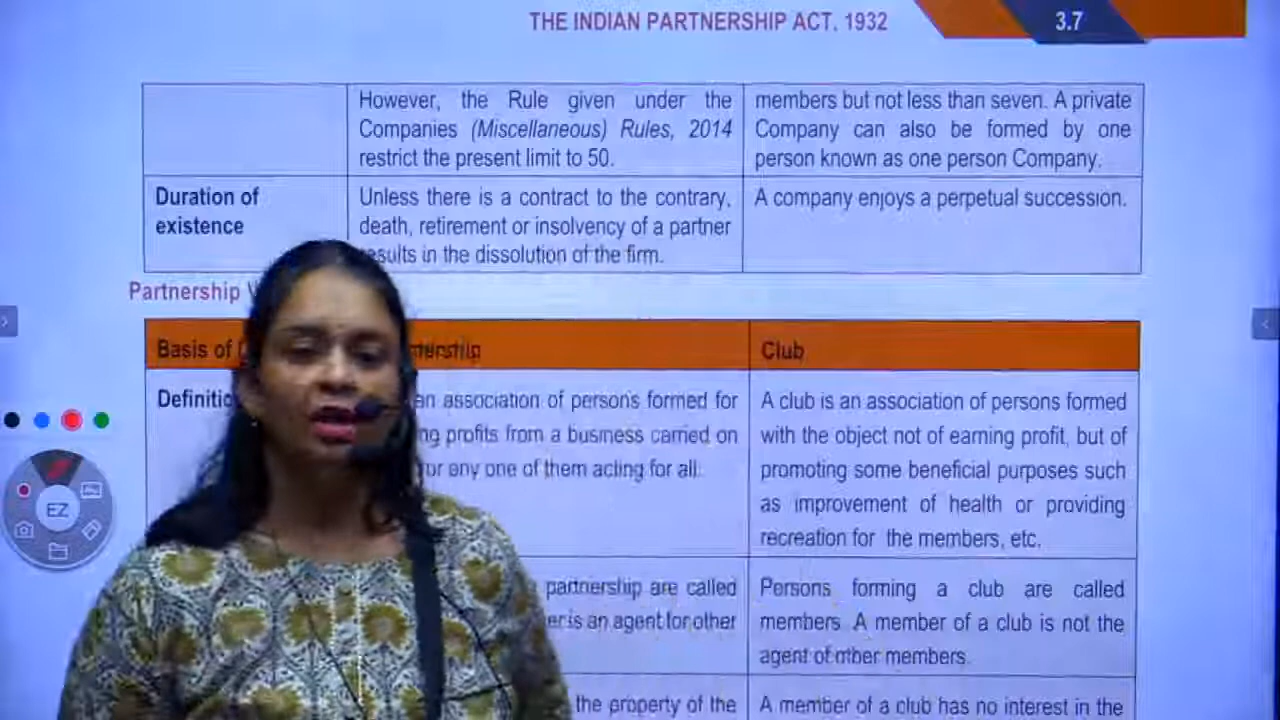 THE INDIAN PARTNERSHIP ACT, 1932
3.7
However, the Rule given under the
Companies (Miscellaneous) Rules, 2014
restrict the present limit to 50.
members but not less than seven. A private
Company can also be formed by one
person known as one person Company.
Duration of
existence
Unless there is a contract to the contrary,
death, retirement or insolvency of a partner
results in the dissolution of the firm.
A company enjoys a perpetual succession.
Partnership
Basis of
Club
Definition
an association of persons formed for
profits from a business carried on
or any one of them acting for all.
A club is an association of persons formed
with the object not of earning profit, but of
promoting some beneficial purposes such
as improvement of health or providing
recreation for the members, etc.
partnership are called
is an agent for other
Persons forming a club are called
members. A member of a club is not the
agent of other members.
the property of the
A member of a club has no interest in the
EZ